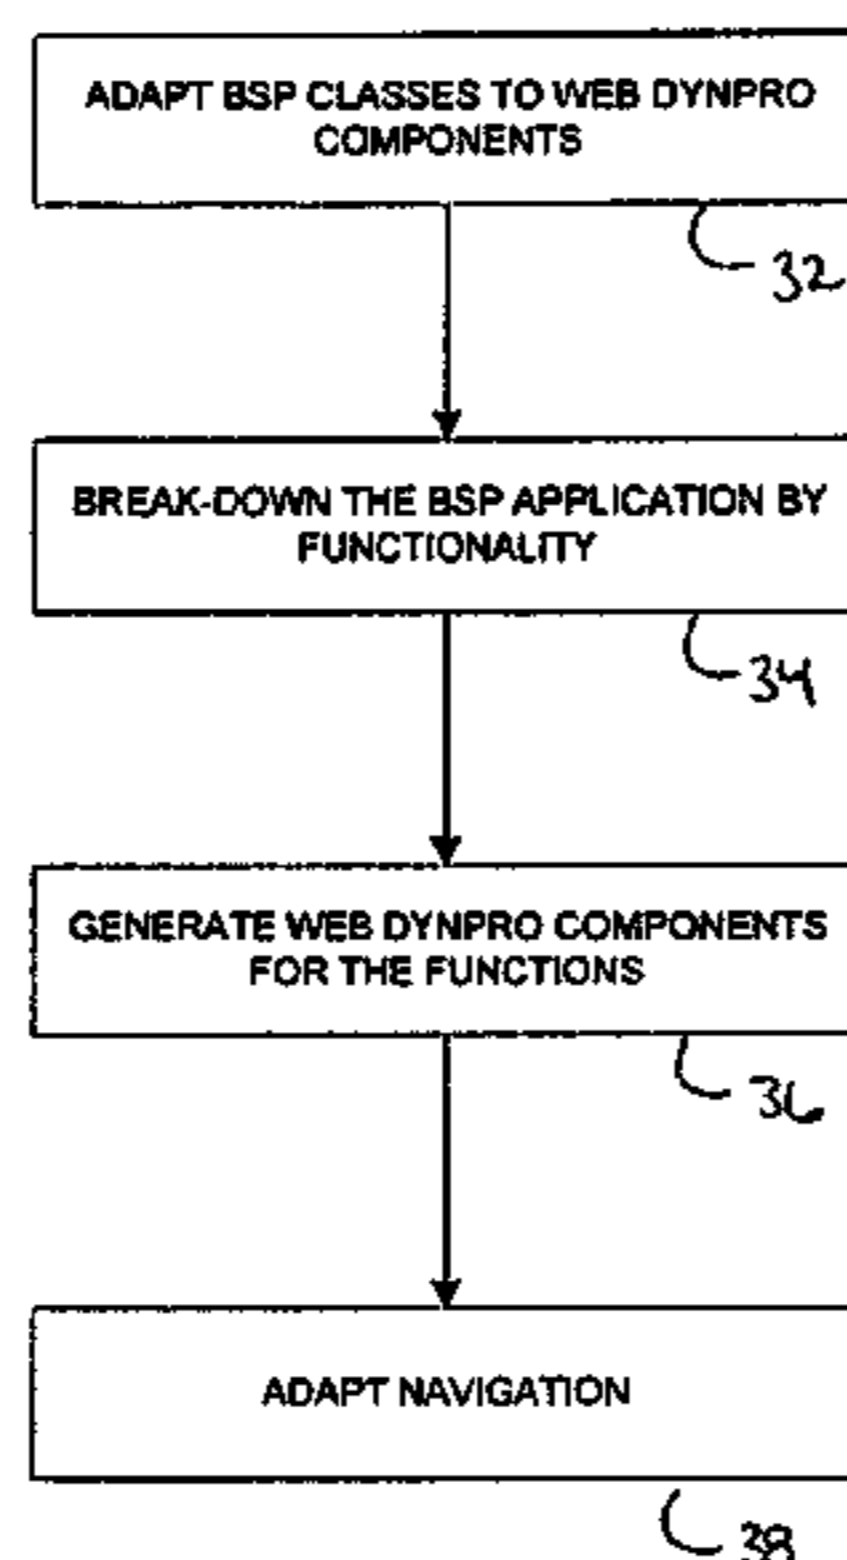 ADAPT BSP CLASSES TO WEB DYNPRO
COMPONENTS
32
BREAK-DOWN THE BSP APPLICATION BY
FUNCTIONALITY
34
GENERATE WEB DYNPRO COMPONENTS
FOR THE FUNCTIONS
36
ADAPT NAVIGATION
38